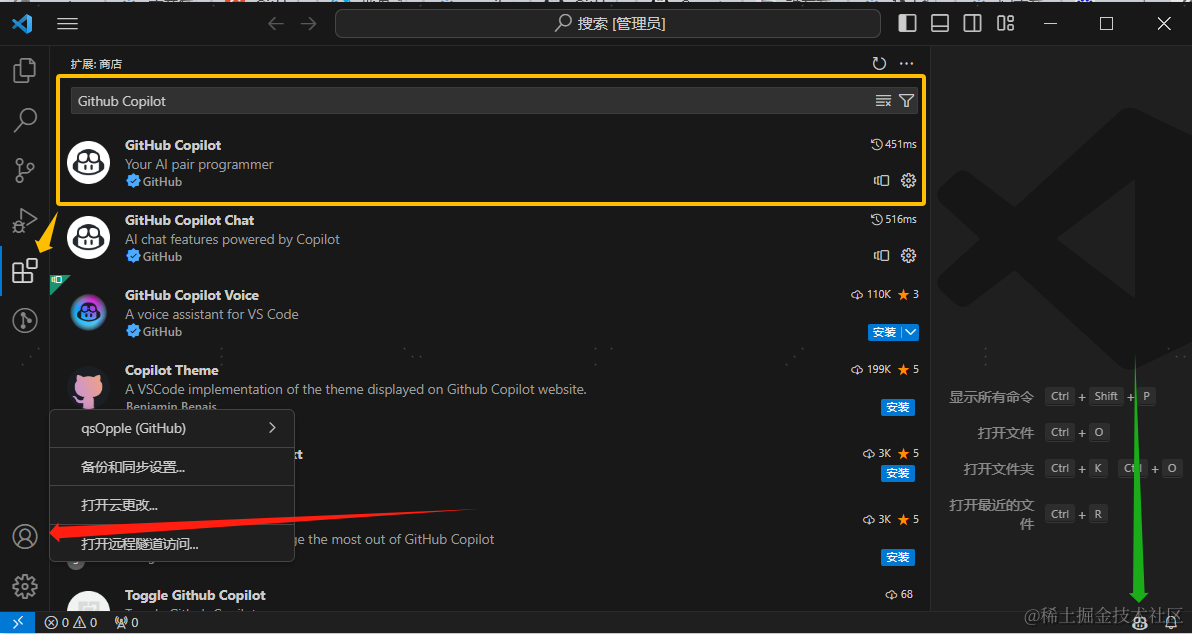 搜索 [管理员]
扩展: 商店
Github Copilot
GitHub Copilot
451ms
Your AI pair programmer
GitHub
GitHub Copilot Chat
516ms
AI chat features powered by Copilot
GitHub
GitHub Copilot Voice
110K ★ 3
A voice assistant for VS Code
GitHub
安装
Copilot Theme
199K ★ 5
A VSCode implementation of the theme displayed on Github Copilot website.
Benjamin Benais
安装
qsOpple (GitHub)
备份和同步设置...
打开云更改...
打开远程隧道访问...
3K ★ 5
安装
3K ★ 5
the most out of GitHub Copilot
安装
Toggle Github Copilot
68
Toggle Github Copilot
显示所有命令 Ctrl + Shift + P
打开文件 Ctrl + O
打开文件夹 Ctrl + K Ctrl + O
打开最近的文件 Ctrl + R
0 0 0
@稀土掘金技术社区